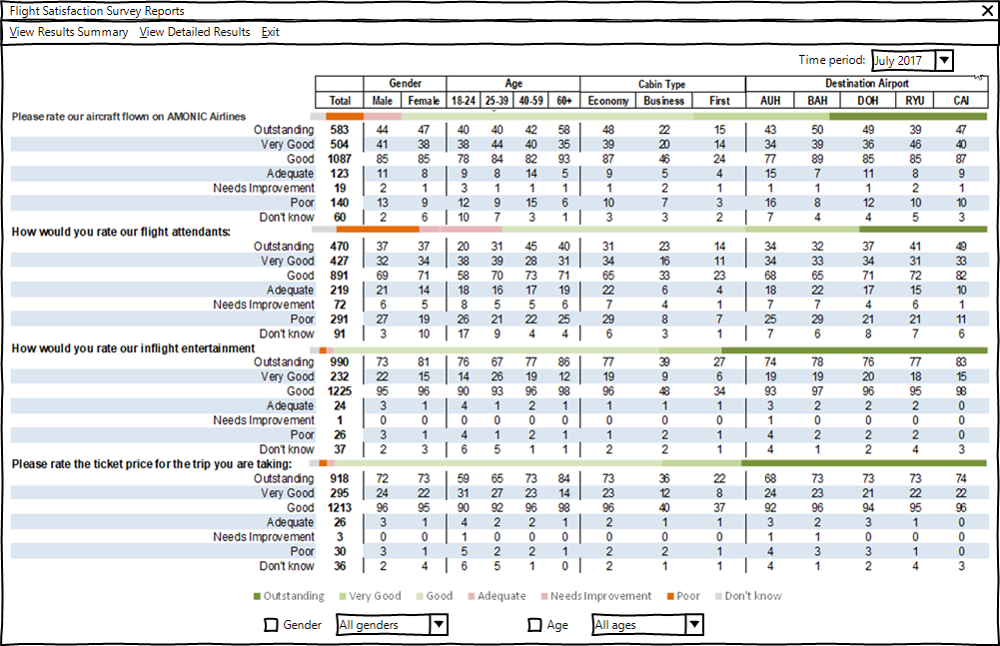 Flight Satisfaction Survey Reports
View Results Summary View Detailed Results Exit
Time period: July 2017
Gender Age Cabin Type Destination Airport
Total Male Female 18-24 25-39 40-59 60+ Economy Business First AUH BAH DOH RYU CAI
Please rate our aircraft flown on AMONIC Airlines
Outstanding 583 44 47 40 40 42 58 48 22 15 43 50 49 39 47
Very Good 504 41 38 38 44 40 35 39 20 14 34 39 36 46 40
Good 1087 85 85 78 84 82 93 87 46 24 77 89 85 85 87
Adequate 123 11 8 9 8 14 5 9 5 4 15 7 11 8 9
Needs Improvement 19 2 1 3 1 1 1 1 2 1 1 1 1 2 1
Poor 140 13 9 12 9 15 6 10 7 3 16 8 12 10 10
Don't know 60 2 6 10 7 3 1 3 3 2 7 4 4 5 3
How would you rate our flight attendants:
Outstanding 470 37 37 20 31 45 40 31 23 14 34 32 37 41 49
Very Good 427 32 34 38 39 28 31 34 16 11 34 33 34 31 33
Good 891 69 71 58 70 73 71 65 33 23 68 65 71 72 82
Adequate 219 21 14 18 16 17 19 22 6 4 18 22 17 15 10
Needs Improvement 72 6 5 8 5 5 6 7 4 1 7 7 4 6 1
Poor 291 27 19 26 21 22 25 29 8 7 25 29 21 21 11
Don't know 91 3 10 17 9 4 4 6 3 1 7 6 8 7 6
How would you rate our inflight entertainment
Outstanding 990 73 81 76 67 77 86 77 39 27 74 78 76 77 83
Very Good 232 22 15 14 26 19 12 19 9 6 19 19 20 18 15
Good 1225 95 96 90 93 96 98 96 48 34 93 97 96 95 98
Adequate 24 3 1 4 1 2 1 1 1 1 3 2 2 2 0
Needs Improvement 1 0 0 0 0 0 0 0 0 0 1 0 0 0 0
Poor 26 3 1 4 1 2 1 1 2 1 4 2 2 2 0
Don't know 37 2 3 6 5 1 1 2 2 1 4 1 2 4 3
Please rate the ticket price for the trip you are taking:
Outstanding 918 72 73 59 65 73 84 73 36 22 68 73 73 73 74
Very Good 295 24 22 31 27 23 14 23 12 8 24 23 21 22 22
Good 1213 96 95 90 92 96 98 96 40 37 92 96 94 95 96
Adequate 26 3 1 4 2 2 1 2 1 1 3 2 3 1 0
Needs Improvement 3 0 0 1 0 0 0 0 0 0 1 1 0 0 0
Poor 30 3 1 5 2 2 1 2 2 1 4 3 3 1 0
Don't know 36 2 4 6 5 1 0 2 1 1 4 1 2 4 3
Outstanding Very Good Good Adequate Needs Improvement Poor Don't know
Gender All genders Age All ages